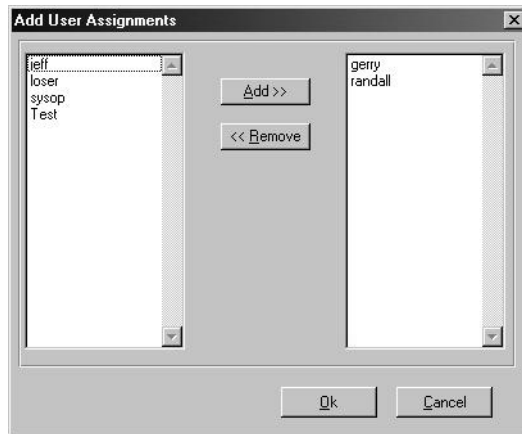 Add User Assignments
jeff
loser
sysop
Test
Add >>
<< Remove
gerry
randall
Ok
Cancel